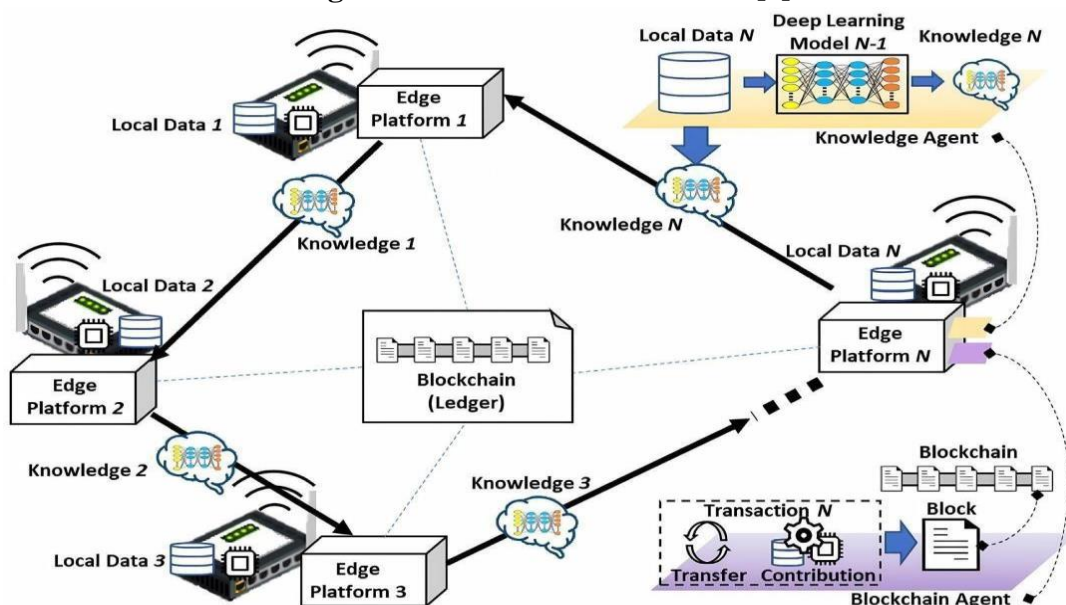 Deep Learning
Model N-1
Local Data N
Knowledge N
Edge
Platform 1
Local Data 1
Knowledge Agent
Knowledge 1
Knowledge N
Local Data N
Local Data 2
Edge
Platform N
Blockchain
(Ledger)
Edge
Platform 2
Knowledge 2
Knowledge 3
Blockchain
Transaction N
Block
Local Data 3
Edge
Platform 3
Transfer
Contribution
Blockchain Agent